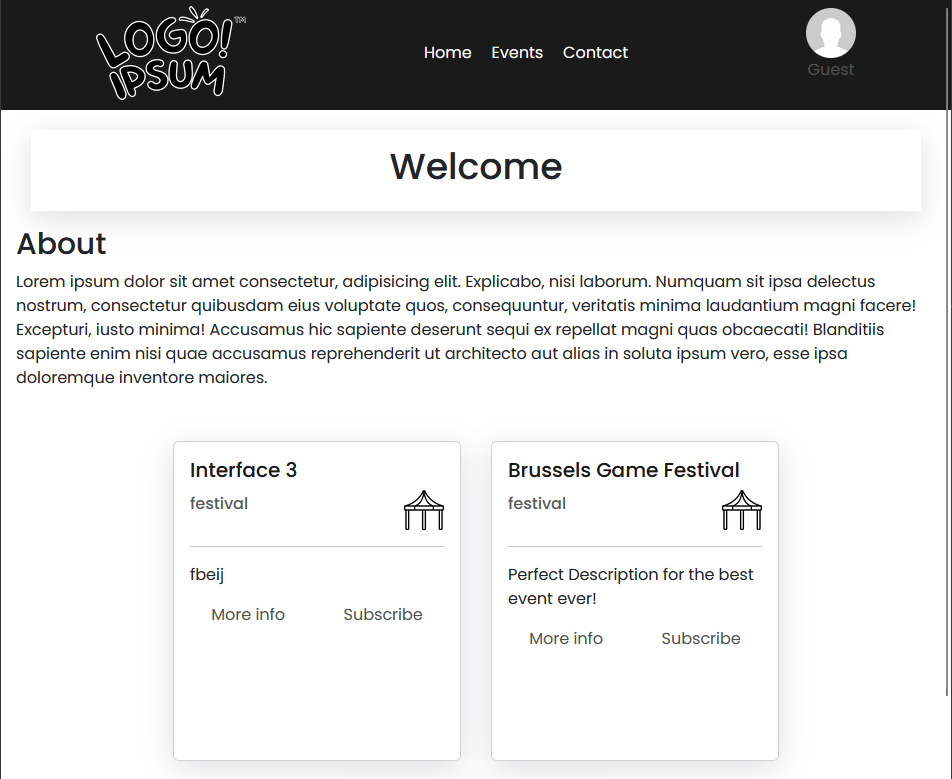 LOGO! ™
IPSUM
Home Events Contact
Guest
Welcome
About
Lorem ipsum dolor sit amet consectetur, adipisicing elit. Explicabo, nisi laborum. Numquam sit ipsa delectus
nostrum, consectetur quibusdam eius voluptate quos, consequuntur, veritatis minima laudantium magni facere!
Excepturi, iusto minima! Accusamus hic sapiente deserunt sequi ex repellat magni quas obcaecati! Blanditiis
sapiente enim nisi quae accusamus reprehenderit ut architecto aut alias in soluta ipsum vero, esse ipsa
doloremque inventore maiores.
Interface 3
festival
fbeij
More info Subscribe
Brussels Game Festival
festival
Perfect Description for the best
event ever!
More info Subscribe